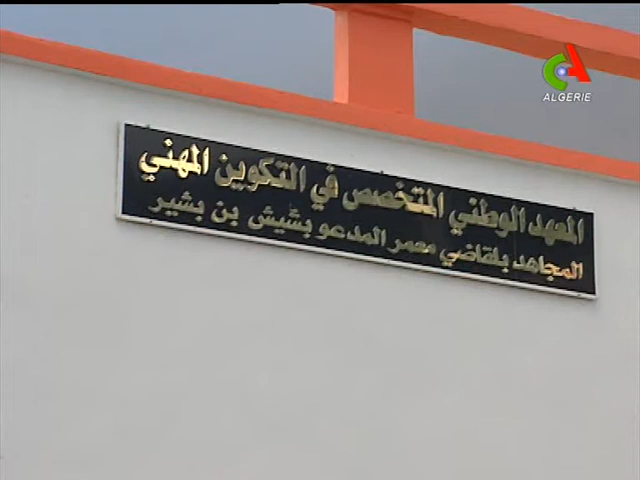 ALGERIE
المعهد الوطني المتخصص في التكوين المهني
المجاهد بلقاضي معمر المدعو بشيش بن بشير